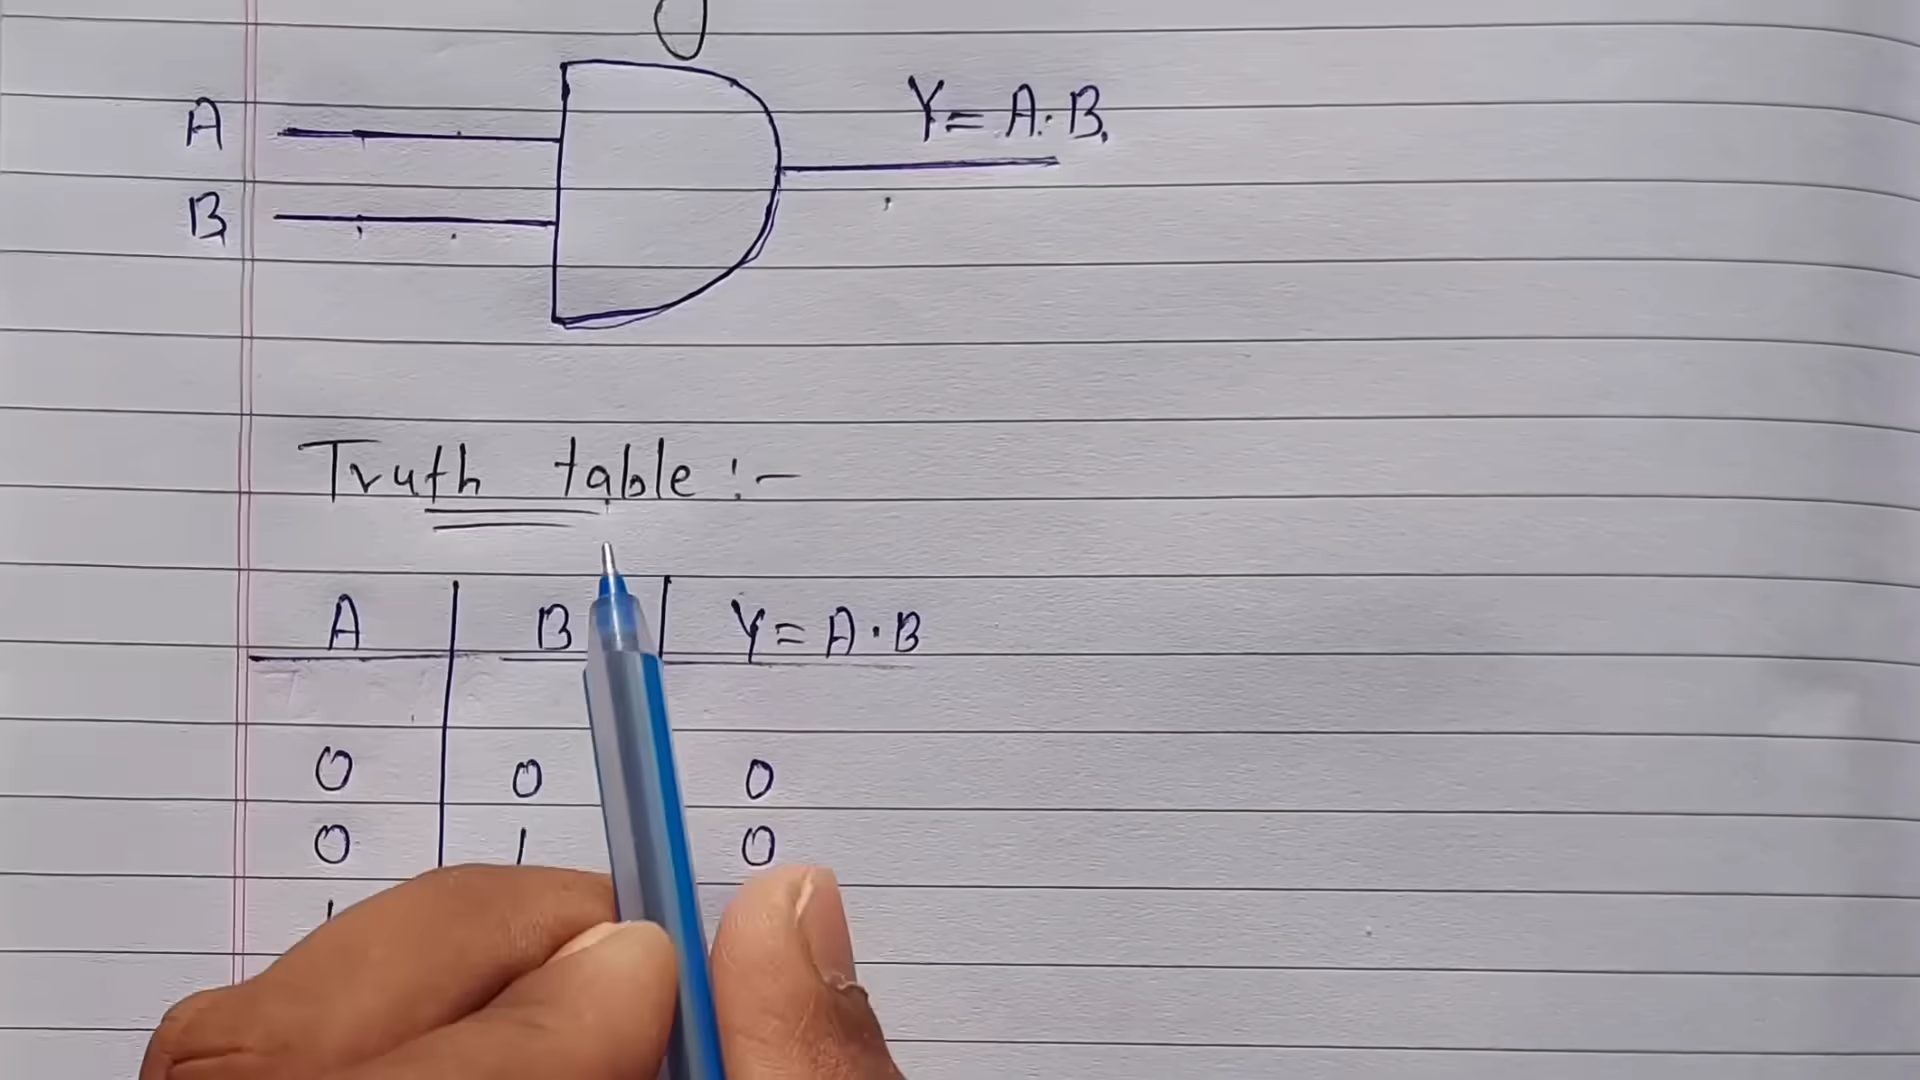 A
Y= A.B.
B
Truth table :-
A B Y= A.B
0 0 0
0 1 0